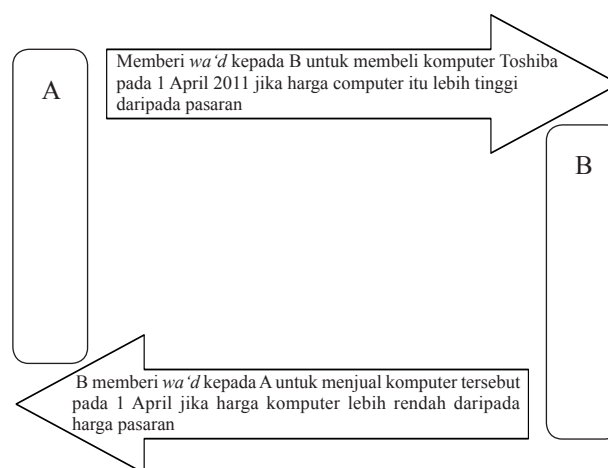 Memberi wa‘d kepada B untuk membeli komputer Toshiba
pada 1 April 2011 jika harga computer itu lebih tinggi
daripada pasaran
A
B
B memberi wa‘d kepada A untuk menjual komputer tersebut
pada 1 April jika harga komputer lebih rendah daripada
harga pasaran